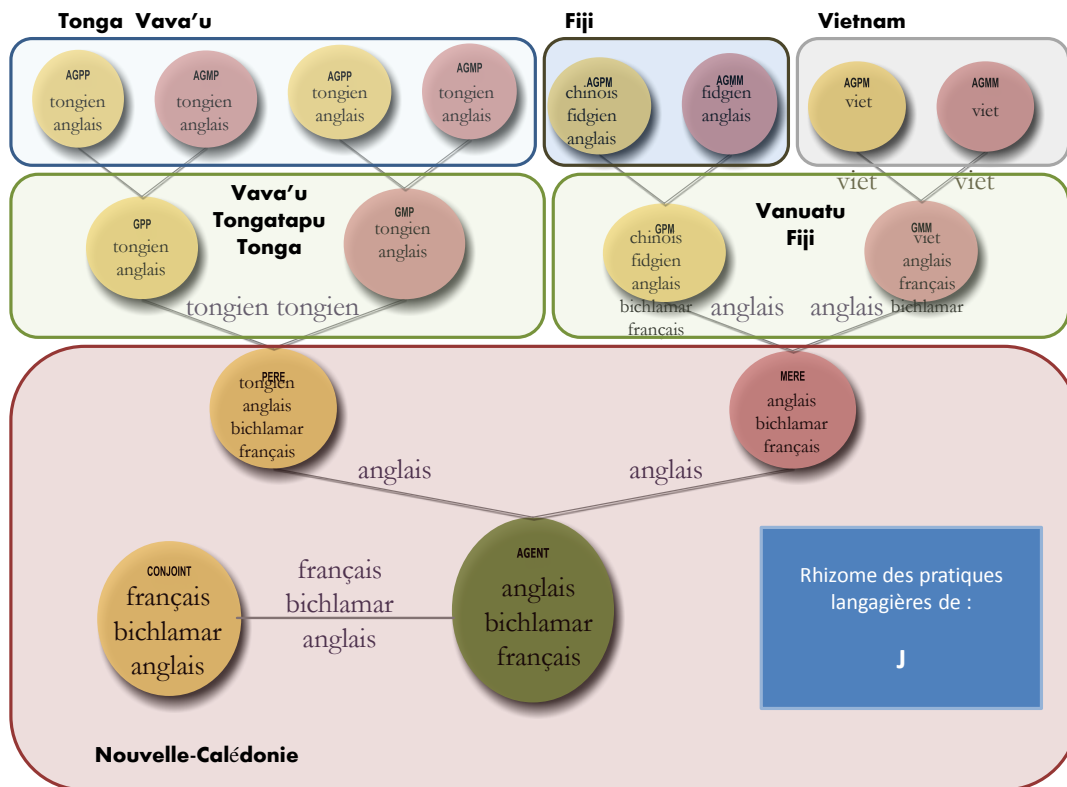 Tonga Vava’u
Fiji
Vietnam
AGPP
tongien
anglais
AGMP
tongien
anglais
AGPP
tongien
anglais
AGMP
tongien
anglais
AGPM
chinois
fidgien
anglais
AGMM
fidgien
anglais
AGPM
viet
AGMM
viet
viet
viet
GPP
tongien
anglais
Vava’u
Tongatapu
Tonga
GMP
tongien
anglais
tongien tongien
GPM
chinois
fidgien
anglais
bichlamar
français
Vanuatu
Fiji
GMM
viet
anglais
français
bichlamar
anglais
anglais
PERE
tongien
anglais
bichlamar
français
MERE
anglais
bichlamar
français
anglais
anglais
CONJOINT
français
bichlamar
anglais
français
bichlamar
anglais
AGENT
anglais
bichlamar
français
Rhizome des pratiques
langagières de :
J
Nouvelle-Calédonie